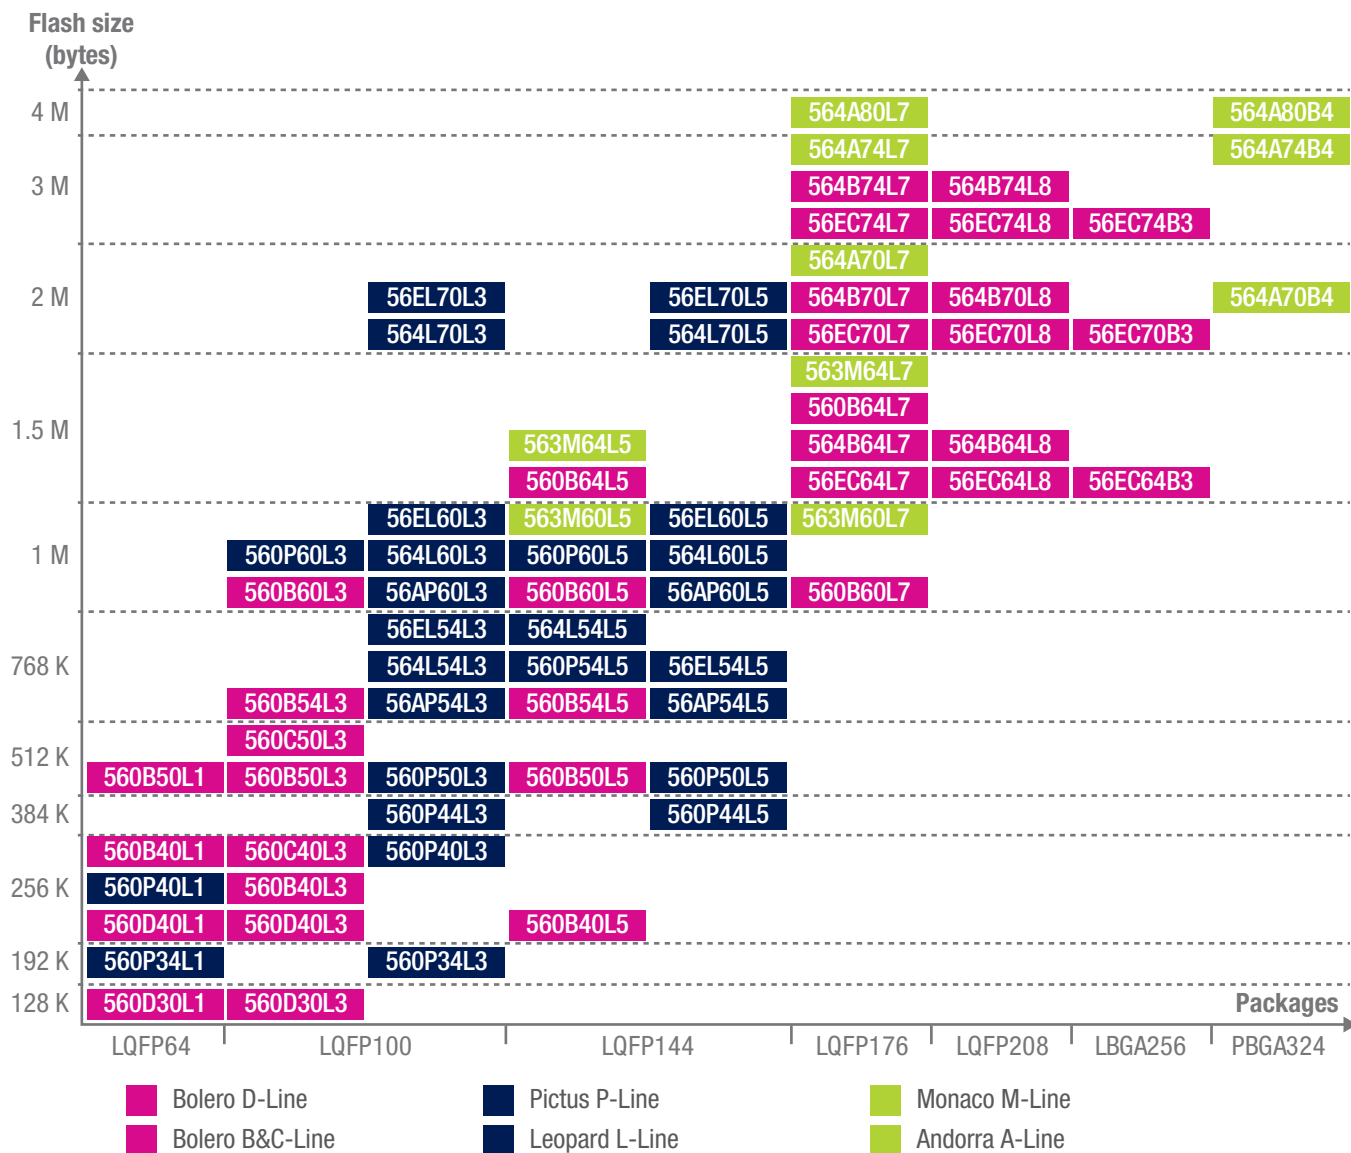 Flash size
(bytes)
4 M
564A80L7 564A80B4
564A74L7 564A74B4
3 M
564B74L7 564B74L8
56EC74L7 56EC74L8 56EC74B3
564A70L7
2 M
56EL70L3 56EL70L5 564B70L7 564B70L8 564A70B4
564L70L3 564L70L5 56EC70L7 56EC70L8 56EC70B3
563M64L7
560B64L7
1.5 M
563M64L5 564B64L7 564B64L8
560B64L5 56EC64L7 56EC64L8 56EC64B3
56EL60L3 563M60L5 56EL60L5 563M60L7
1 M
560P60L3 564L60L3 560P60L5 564L60L5
560B60L3 56AP60L3 560B60L5 56AP60L5 560B60L7
56EL54L3 564L54L5
768 K
564L54L3 560P54L5 56EL54L5
560B54L3 56AP54L3 560B54L5 56AP54L5
560C50L3
512 K
560B50L1 560B50L3 560P50L3 560B50L5 560P50L5
384 K
560P44L3 560P44L5
560B40L1 560C40L3 560P40L3
256 K
560P40L1 560B40L3
560D40L1 560D40L3 560B40L5
192 K
560P34L1 560P34L3
128 K
560D30L1 560D30L3
Packages
LQFP64 LQFP100 LQFP144 LQFP176 LQFP208 LBGA256 PBGA324
Bolero D-Line Pictus P-Line Monaco M-Line
Bolero B&C-Line Leopard L-Line Andorra A-Line